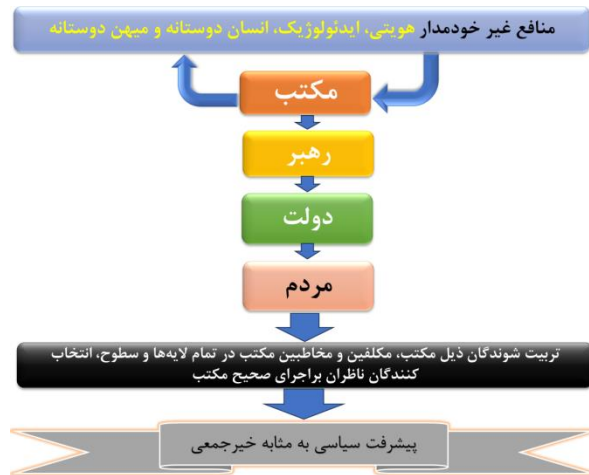 منافع غیر خودمدار هویتی، ایدئولوژیک، انسان دوستانه و میهن دوستانه
مکتب
رهبر
دولت
مردم
تربیت شوندگان ذیل مکتب، مکلفین و مخاطبین مکتب در تمام لایه‌ها و سطوح، انتخاب
کنندگان ناظران براجرای صحیح مکتب
پیشرفت سیاسی به مثابه خیرجمعی